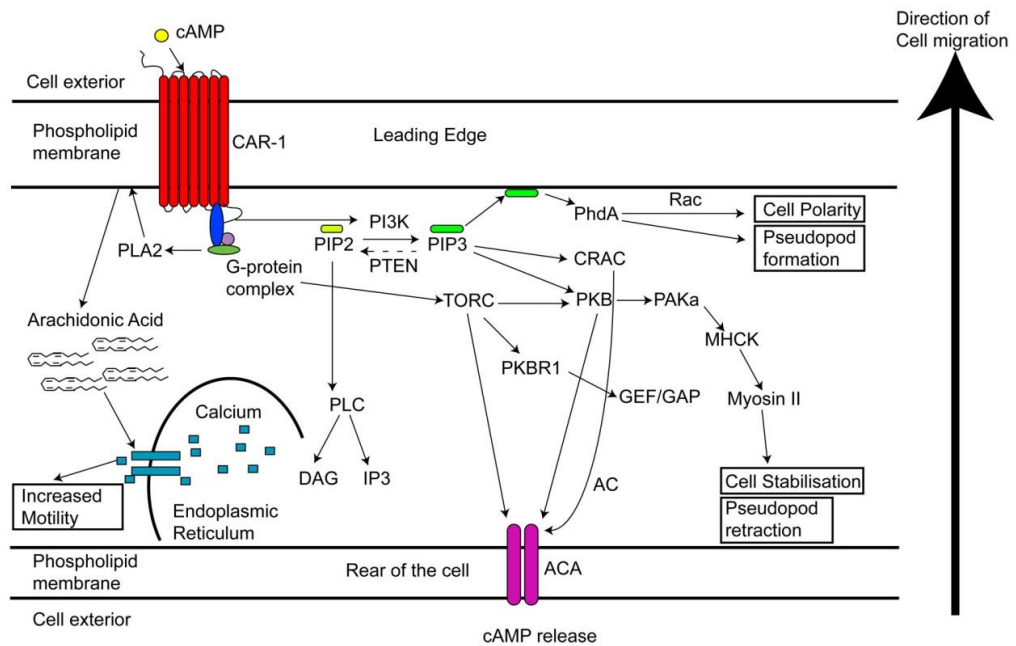 Direction of
Cell migration
cAMP
Cell exterior
Phospholipid
membrane
CAR-1
Leading Edge
PLA2
G-protein
complex
PI3K
PIP2
PIP3
PTEN
PhdA
Rac
Cell Polarity
Pseudopod
formation
CRAC
TORC
PKB
PAKa
Arachidonic Acid
PKBR1
MHCK
GEF/GAP
Myosin II
Calcium
PLC
DAG
IP3
AC
Increased
Motility
Endoplasmic
Reticulum
Cell Stabilisation
Pseudopod
retraction
Phospholipid
membrane
Rear of the cell
ACA
Cell exterior
cAMP release